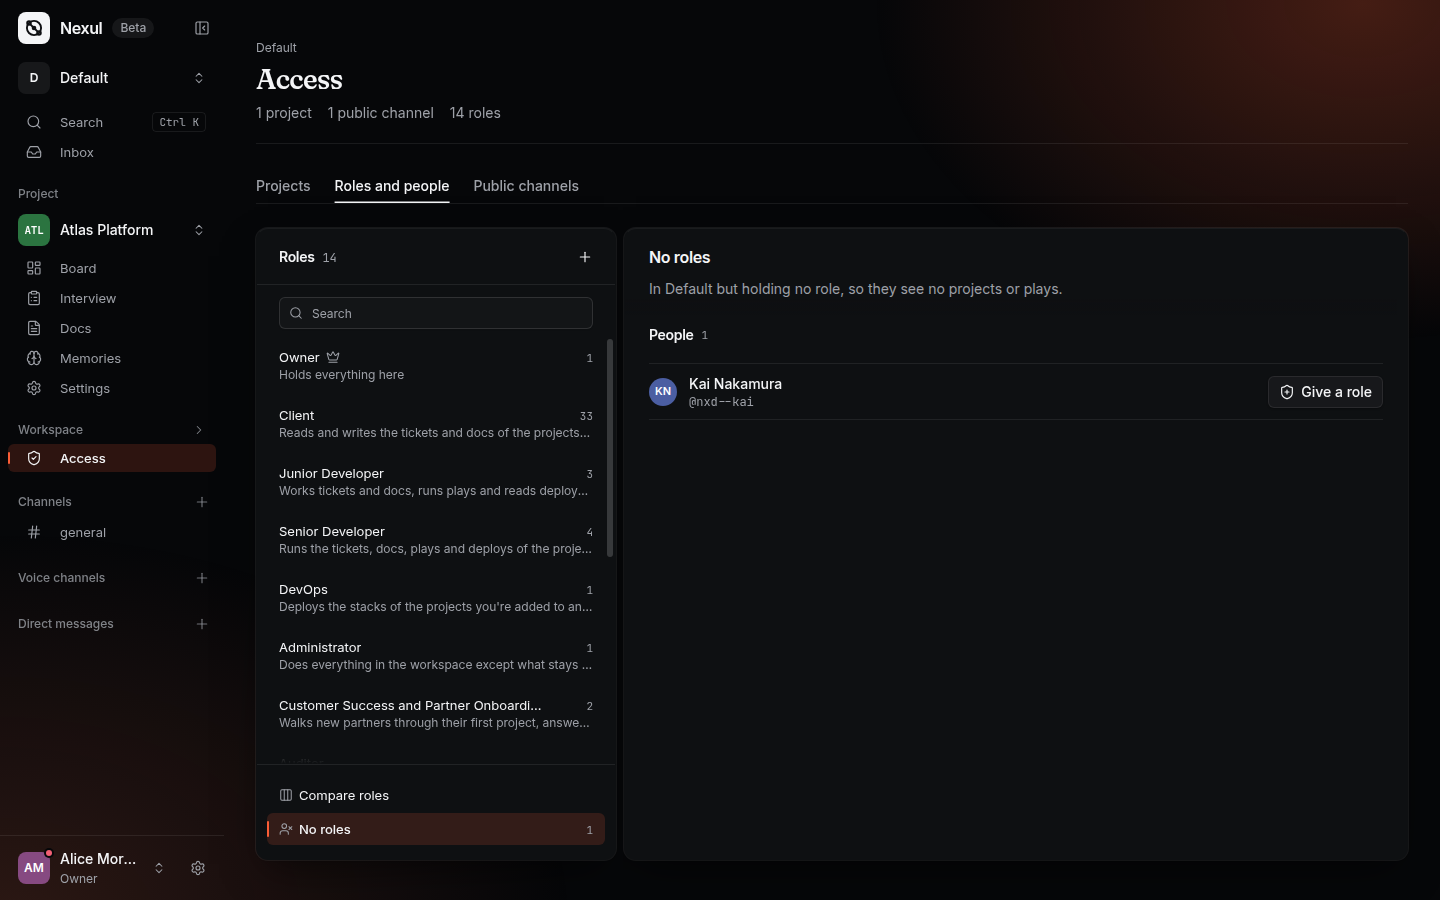 Nexul Beta
D Default
Search Ctrl K
Inbox
Project
ATL Atlas Platform
Board
Interview
Docs
Memories
Settings
Workspace
Access
Channels
general
Voice channels
Direct messages
AM Alice Mor...
Owner
Default
Access
1 project 1 public channel 14 roles
Projects Roles and people Public channels
Roles 14
Search
Owner 1
Holds everything here
Client 33
Reads and writes the tickets and docs of the projects...
Junior Developer 3
Works tickets and docs, runs plays and reads deploy...
Senior Developer 4
Runs the tickets, docs, plays and deploys of the proje...
DevOps 1
Deploys the stacks of the projects you're added to an...
Administrator 1
Does everything in the workspace except what stays ...
Customer Success and Partner Onboardi... 2
Walks new partners through their first project, answe...
Compare roles
No roles 1
No roles
In Default but holding no role, so they see no projects or plays.
People 1
KN Kai Nakamura
@nxd--kai
Give a role